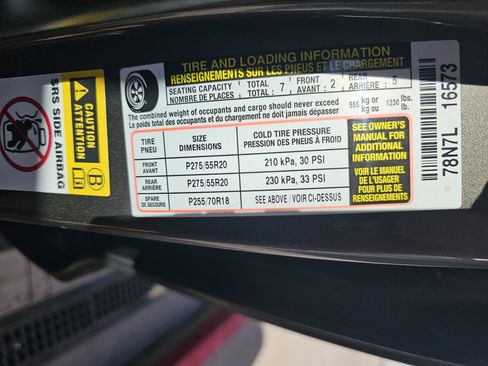 TIRE AND LOADING INFORMATION
RENSEIGNEMENTS SUR LES PNEUS ET LE CHARGEMENT
SEATING CAPACITY TOTAL : 7 FRONT : 2 REAR : 5
NOMBRE DE PLACES TOTAL : AVANT : ARRIÈRE :
The combined weight of occupants and cargo should never exceed 555 kg or 1230 lbs.
Le poids total des occupants et du chargement ne doit jamais dépasser kg ou lb.
TIRE SIZE COLD TIRE PRESSURE
PNEU DIMENSIONS PRESSION DES PNEUS À FROID
FRONT
AVANT P275/55R20 210 kPa, 30 PSI
REAR
ARRIÈRE P275/55R20 230 kPa, 33 PSI
SPARE
DE SECOURS P255/70R18 SEE ABOVE / VOIR CI-DESSUS
SEE OWNER'S
MANUAL FOR
ADDITIONAL
INFORMATION
VOIR LE MANUEL
DE L'USAGER
POUR PLUS DE
RENSEIGNEMENTS
78N7L 16573
CAUTION
ATTENTION
B
SRS SIDE AIRBAG